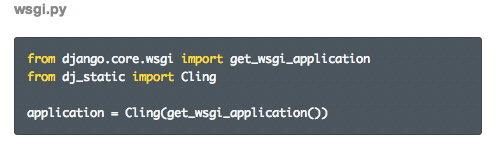 wsgi.py
from django.core.wsgi import get_wsgi_application
from dj_static import Cling
application = Cling(get_wsgi_application())